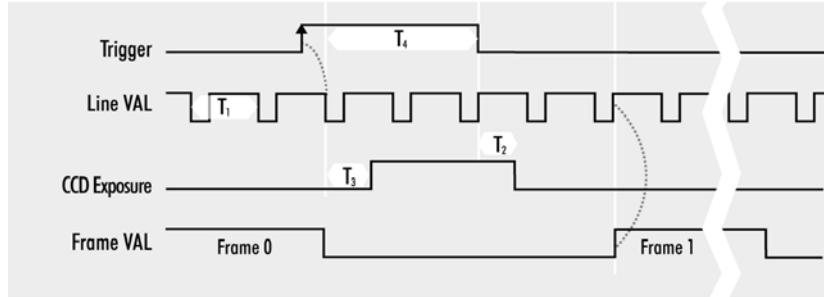 Trigger
T₄
Line VAL
T₁
T₂
CCD Exposure
T₃
Frame VAL
Frame 0
Frame 1